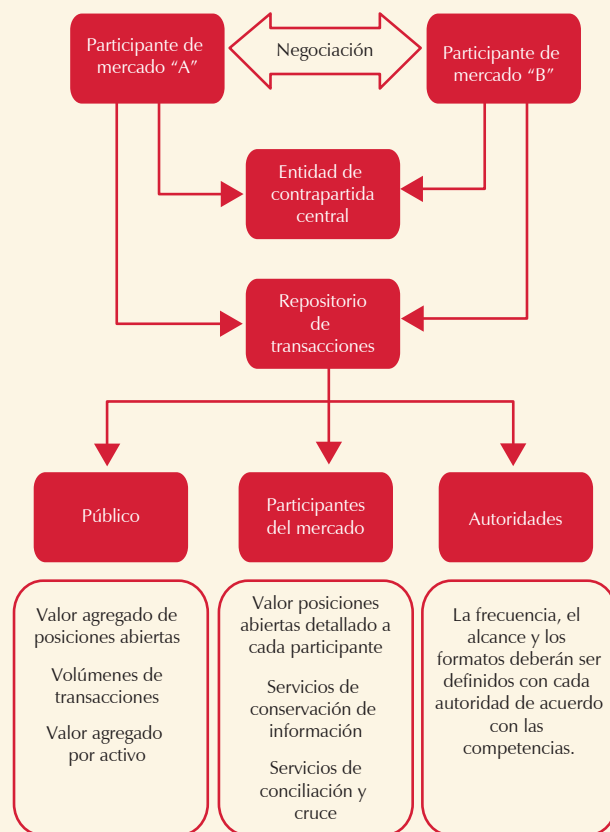 Participante de
mercado “A”
Negociación
Participante de
mercado “B”
Entidad de
contrapartida
central
Repositorio
de
transacciones
Público
Participantes
del mercado
Autoridades
Valor agregado de
posiciones abiertas
Volúmenes de
transacciones
Valor agregado
por activo
Valor posiciones
abiertas detallado a
cada participante
Servicios de
conservación de
información
Servicios de
conciliación y
cruce
La frecuencia, el
alcance y los
formatos deberán ser
definidos con cada
autoridad de acuerdo
con las
competencias.